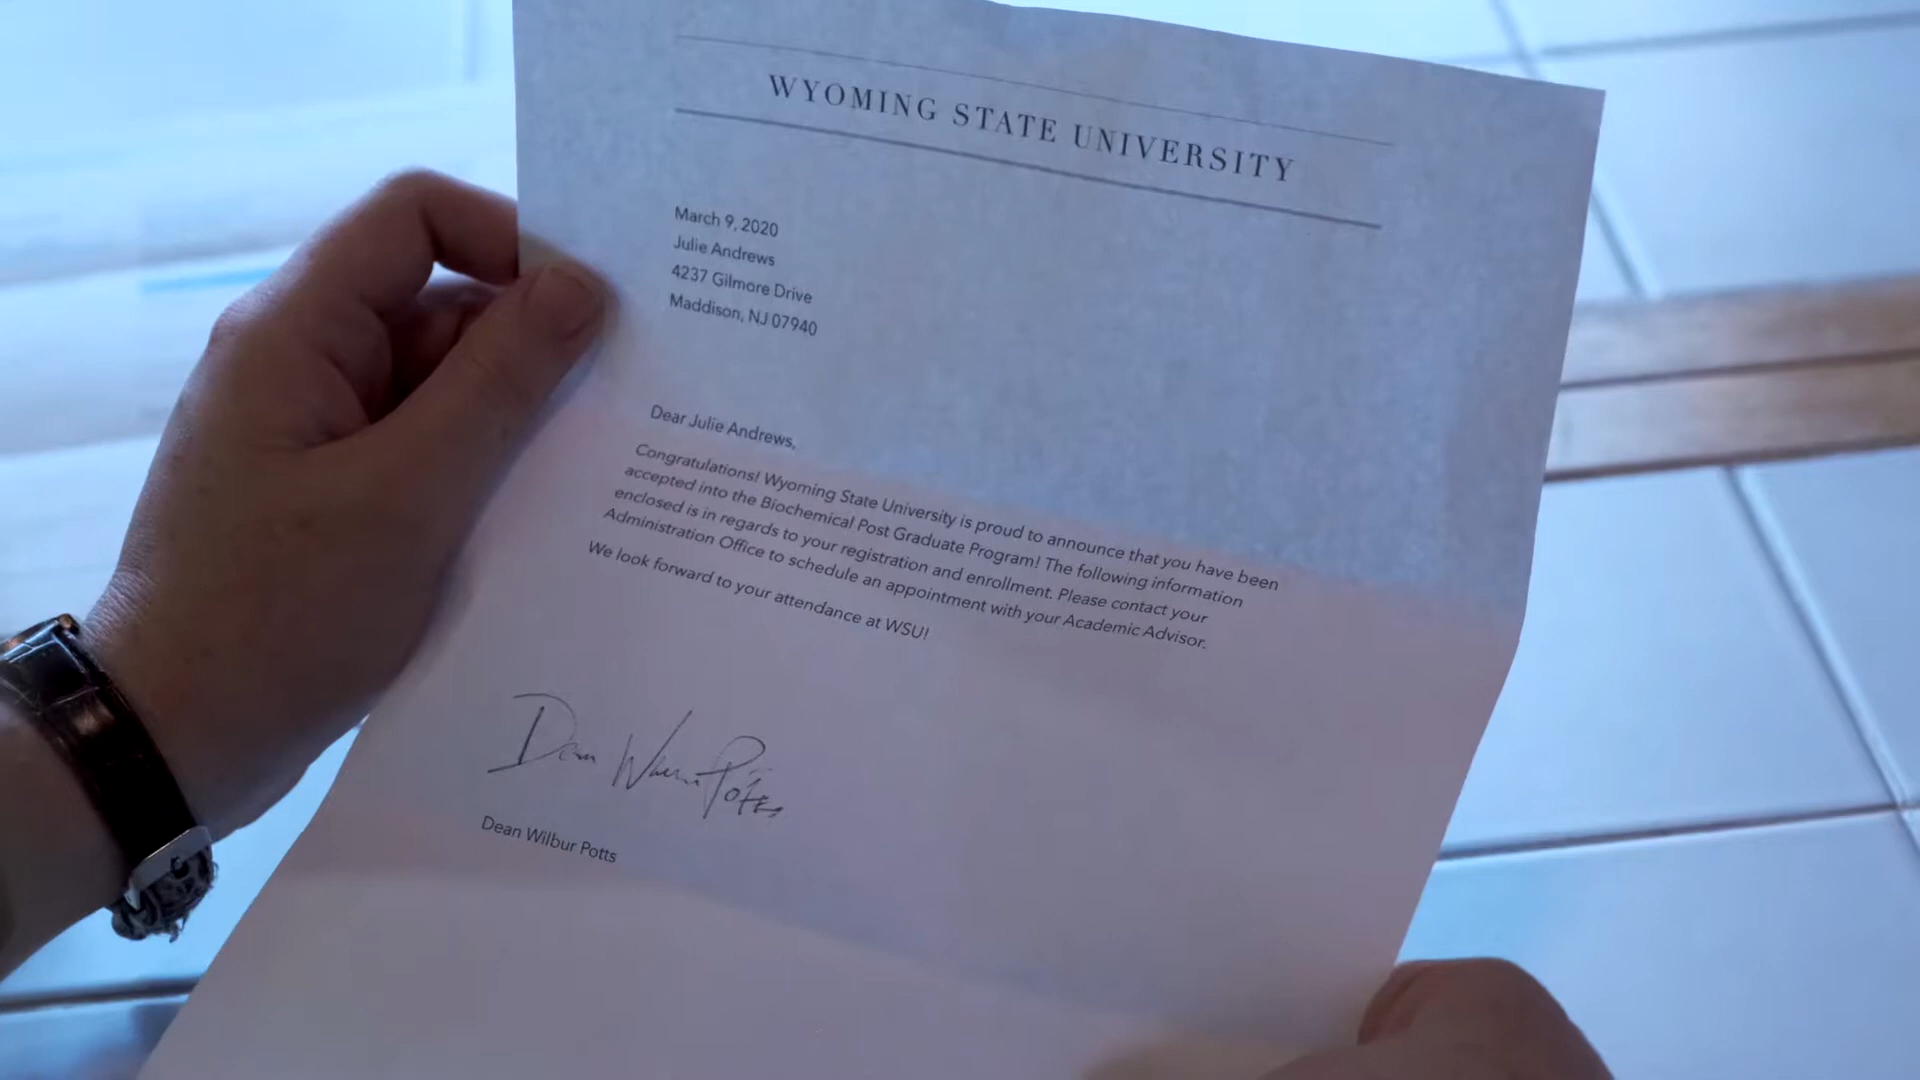 WYOMING STATE UNIVERSITY
March 9, 2020
Julie Andrews
4237 Gilmore Drive
Maddison, NJ 07940
Dear Julie Andrews,
Congratulations! Wyoming State University is proud to announce that you have been
accepted into the Biochemical Post Graduate Program! The following information
enclosed is in regards to your registration and enrollment. Please contact your
Administration Office to schedule an appointment with your Academic Advisor.
We look forward to your attendance at WSU!
Dean Wilbur Potts
Dean Wilbur Potts